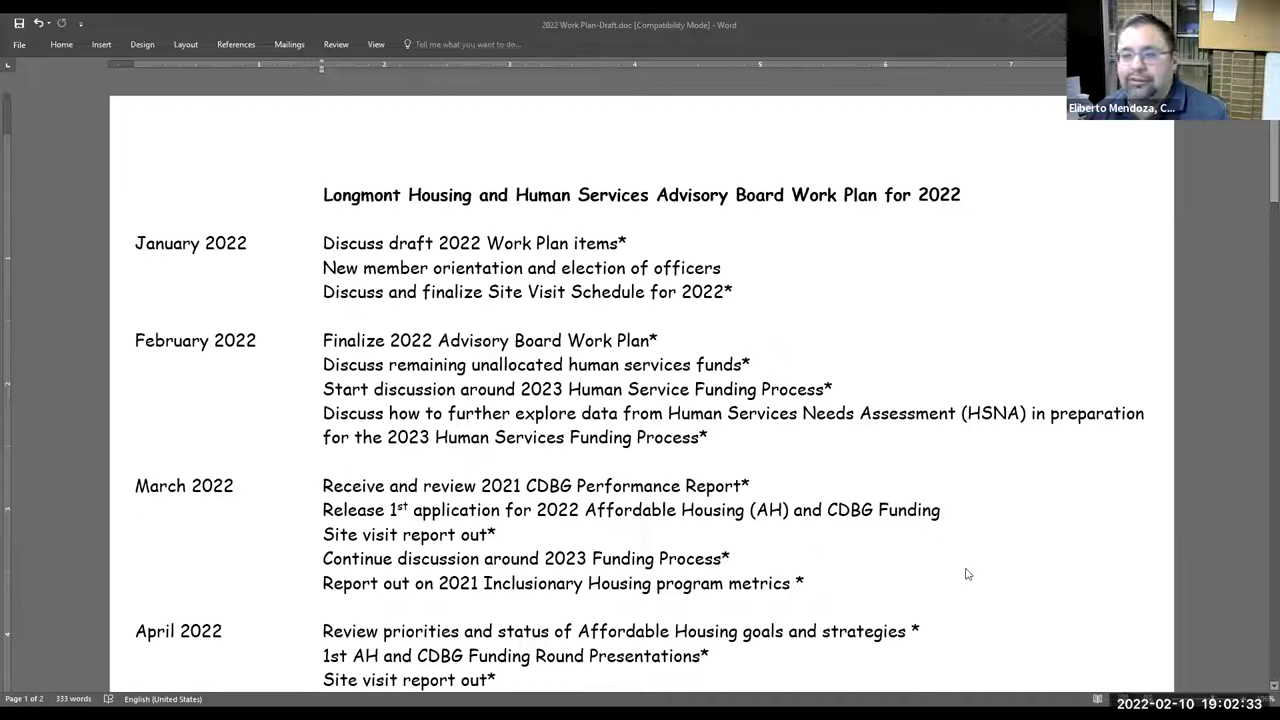 2022 Work Plan-Draft.doc [Compatibility Mode] - Word
File Home Insert Design Layout References Mailings Review View Tell me what you want to do...
1 2 3 4 5 6 7
Eliberto Mendoza, C...
Longmont Housing and Human Services Advisory Board Work Plan for 2022
January 2022 Discuss draft 2022 Work Plan items*
New member orientation and election of officers
Discuss and finalize Site Visit Schedule for 2022*
February 2022 Finalize 2022 Advisory Board Work Plan*
Discuss remaining unallocated human services funds*
Start discussion around 2023 Human Service Funding Process*
Discuss how to further explore data from Human Services Needs Assessment (HSNA) in preparation
for the 2023 Human Services Funding Process*
March 2022 Receive and review 2021 CDBG Performance Report*
Release 1st application for 2022 Affordable Housing (AH) and CDBG Funding
Site visit report out*
Continue discussion around 2023 Funding Process*
Report out on 2021 Inclusionary Housing program metrics *
April 2022 Review priorities and status of Affordable Housing goals and strategies *
1st AH and CDBG Funding Round Presentations*
Site visit report out*
Page 1 of 2 333 words English (United States)
2022-02-10 19:02:33